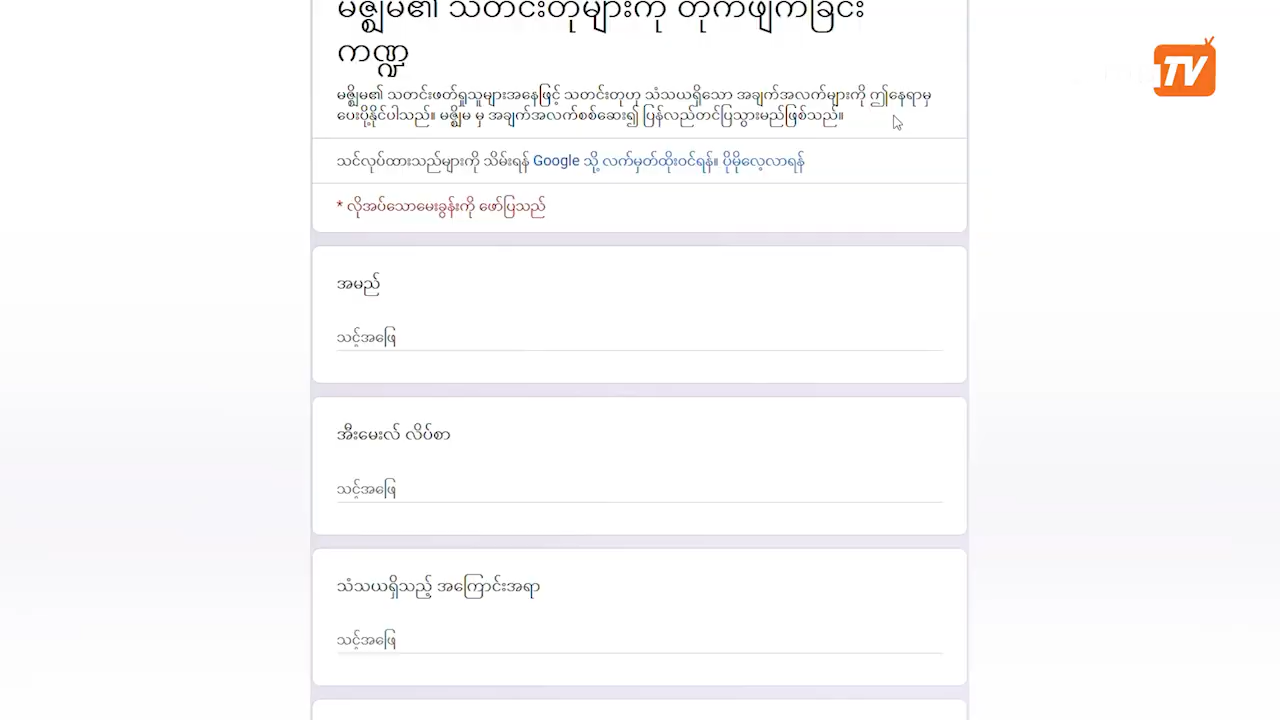 မဇ္ဈိမ၏ သတင်းတုများကို တိုက်ဖျက်ခြင်း
ကဏ္ဍ
မဇ္ဈိမ၏ သတင်းဖတ်ရှုသူများအနေဖြင့် သတင်းတုဟု သံသယရှိသော အချက်အလက်များကို ဤနေရာမှ
ပေးပို့နိုင်ပါသည်။ မဇ္ဈိမ မှ အချက်အလက်စစ်ဆေး၍ ပြန်လည်တင်ပြသွားမည်ဖြစ်သည်။
သင်လုပ်ထားသည်များကို သိမ်းရန် Google သို့ လက်မှတ်ထိုးဝင်ရန်။ ပိုမိုလေ့လာရန်
* လိုအပ်သောမေးခွန်းကို ဖော်ပြသည်
အမည်
သင့်အဖြေ
အီးမေးလ် လိပ်စာ
သင့်အဖြေ
သံသယရှိသည့် အကြောင်းအရာ
သင့်အဖြေ
TV